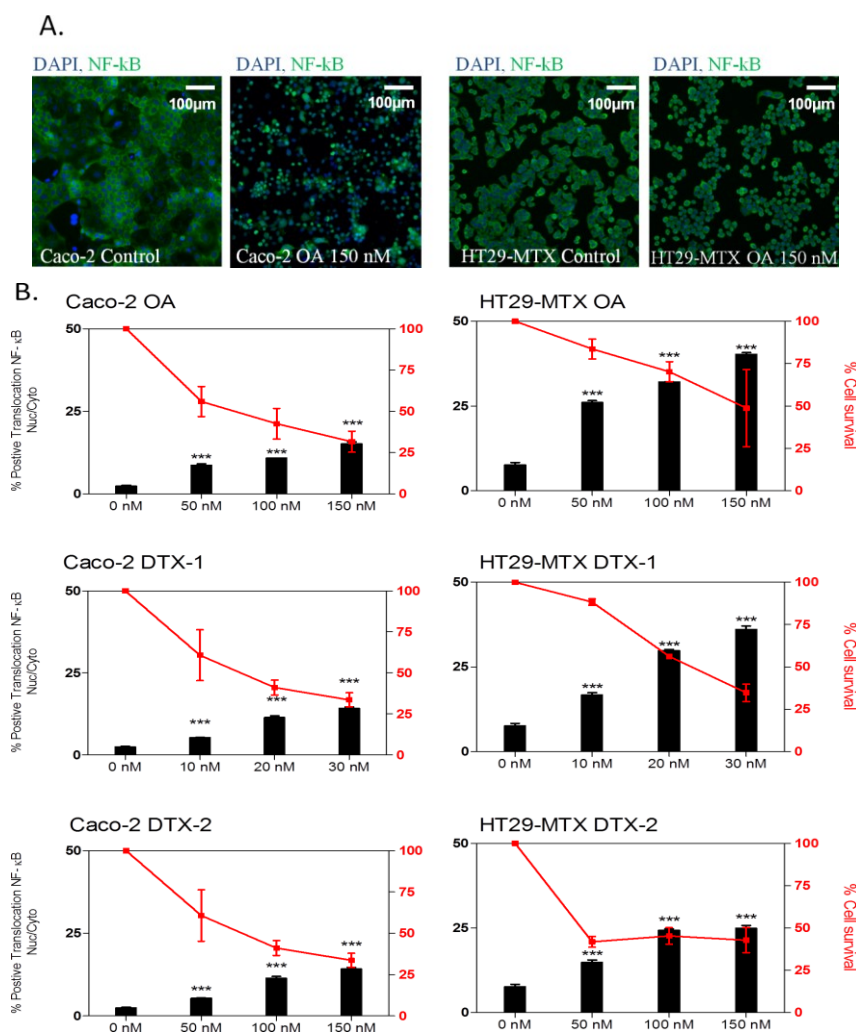 A.
DAPI, NF-kB DAPI, NF-kB DAPI, NF-kB DAPI, NF-kB
100µm 100µm 100µm 100µm
Caco-2 Control Caco-2 OA 150 nM HT29-MTX Control HT29-MTX OA 150 nM
B.
Caco-2 OA
% Postive Translocation NF-κB
Nuc/Cyto
50
25
0
100
75
50
25
0
*** *** ***
0 nM 50 nM 100 nM 150 nM
HT29-MTX OA
50
25
0
100
75
50
25
0
% Cell survival
*** *** ***
0 nM 50 nM 100 nM 150 nM
Caco-2 DTX-1
% Postive Translocation NF-κB
Nuc/Cyto
50
25
0
100
75
50
25
0
*** *** ***
0 nM 10 nM 20 nM 30 nM
HT29-MTX DTX-1
50
25
0
100
75
50
25
0
% Cell survival
*** *** ***
0 nM 10 nM 20 nM 30 nM
Caco-2 DTX-2
% Postive Translocation NF-κB
Nuc/Cyto
50
25
0
100
75
50
25
0
*** *** ***
0 nM 50 nM 100 nM 150 nM
HT29-MTX DTX-2
50
25
0
100
75
50
25
0
% Cell survival
*** *** ***
0 nM 50 nM 100 nM 150 nM